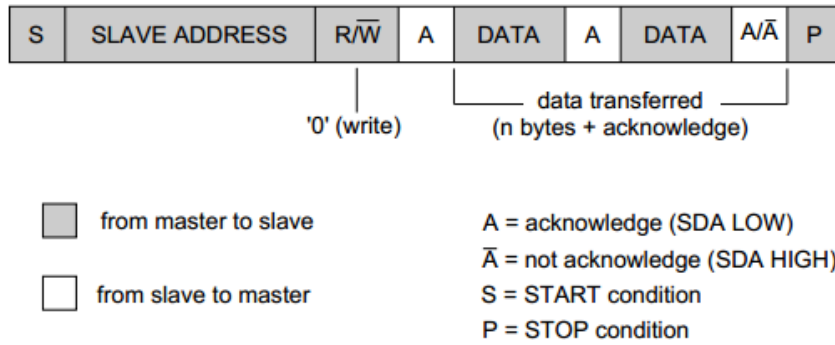 S SLAVE ADDRESS R/W̅ A DATA A DATA A/A̅ P
'0' (write)
data transferred
(n bytes + acknowledge)
from master to slave
from slave to master
A = acknowledge (SDA LOW)
A̅ = not acknowledge (SDA HIGH)
S = START condition
P = STOP condition